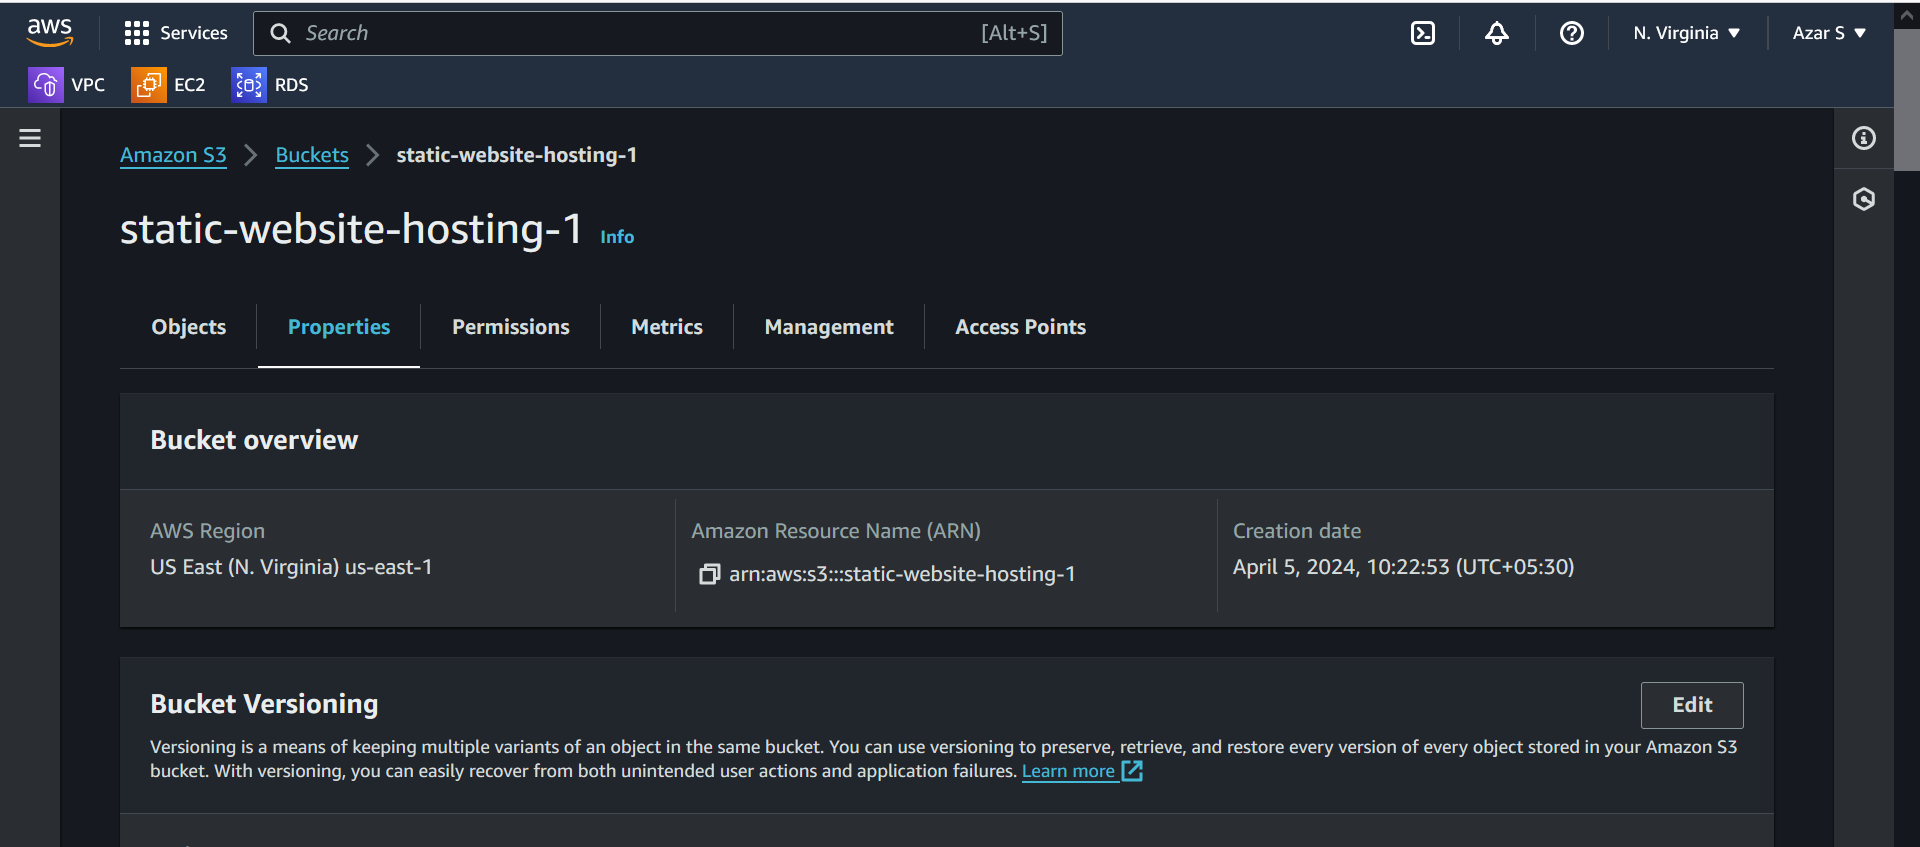 aws Services Search [Alt+S] N. Virginia Azar S
VPC EC2 RDS
Amazon S3 Buckets static-website-hosting-1
static-website-hosting-1 Info
Objects Properties Permissions Metrics Management Access Points
Bucket overview
AWS Region
US East (N. Virginia) us-east-1
Amazon Resource Name (ARN)
arn:aws:s3:::static-website-hosting-1
Creation date
April 5, 2024, 10:22:53 (UTC+05:30)
Bucket Versioning
Edit
Versioning is a means of keeping multiple variants of an object in the same bucket. You can use versioning to preserve, retrieve, and restore every version of every object stored in your Amazon S3
bucket. With versioning, you can easily recover from both unintended user actions and application failures. Learn more